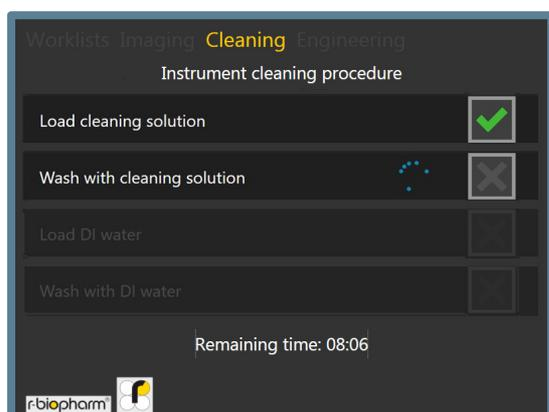 Worklists Imaging Cleaning Engineering
Instrument cleaning procedure
Load cleaning solution
Wash with cleaning solution
Load DI water
Wash with DI water
Remaining time: 08:06
r-biopharm®